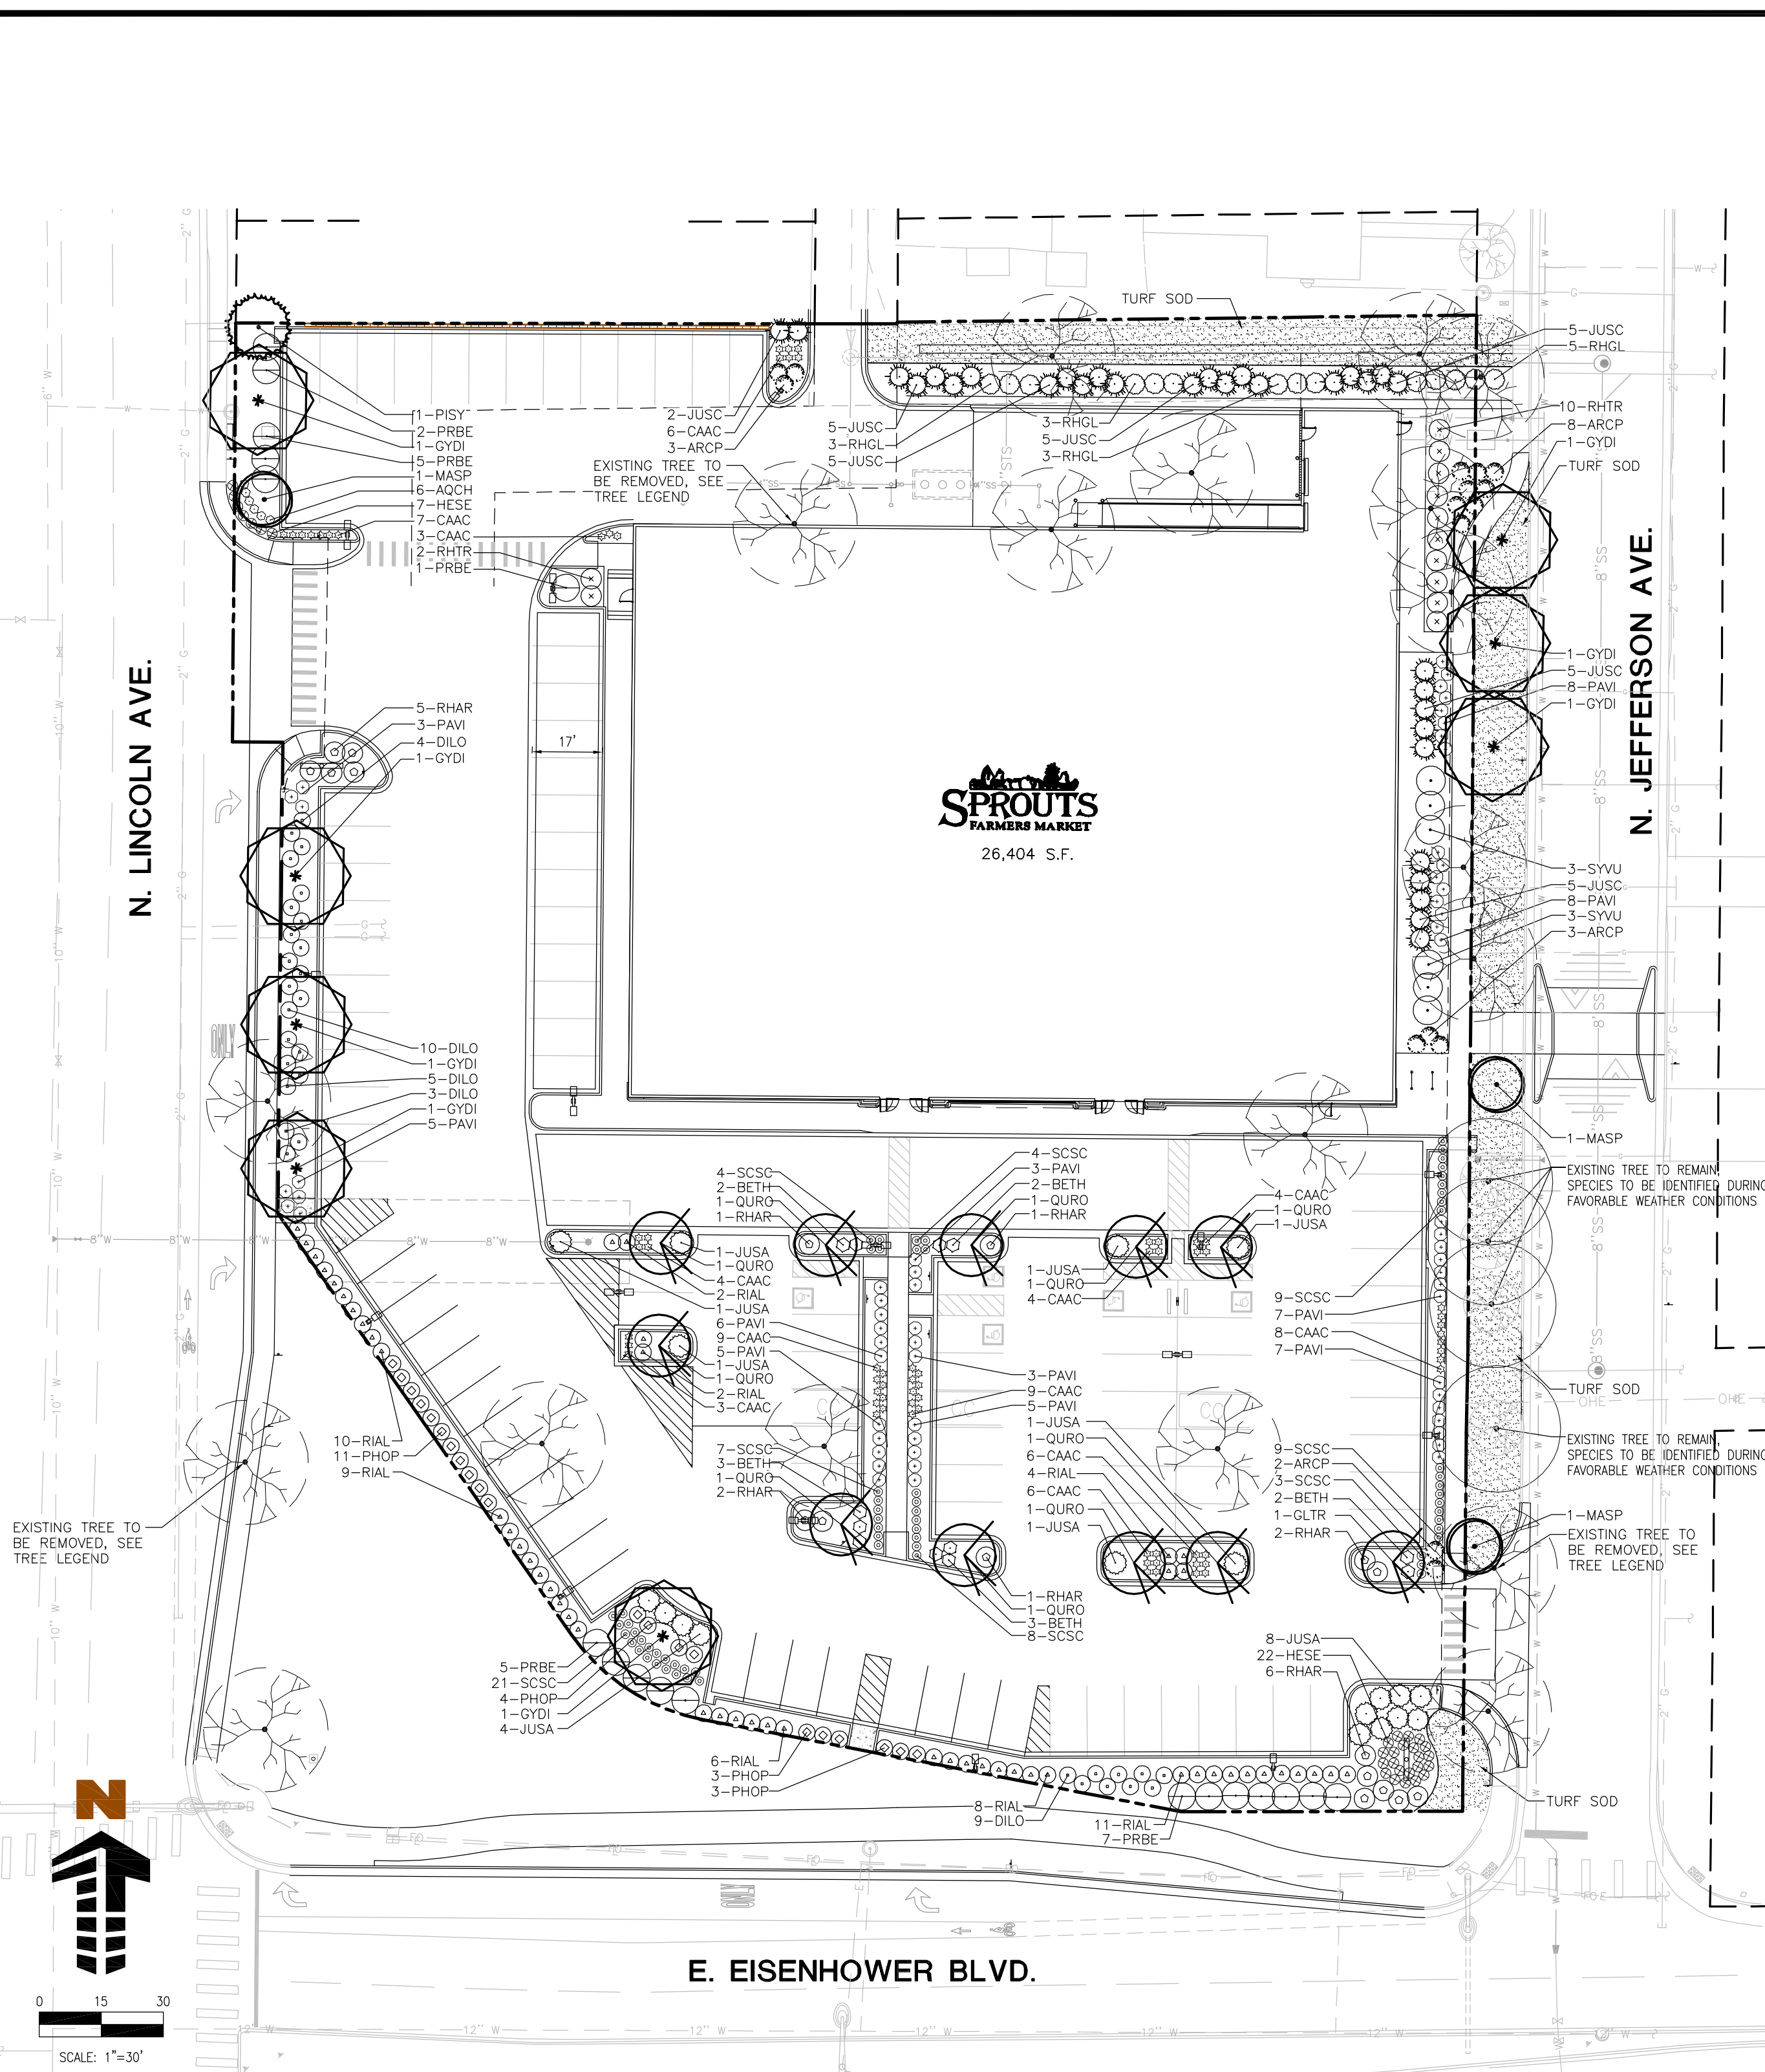 TURF SOD
5-JUSC
5-RHGL
1-PISY
2-PRBE
1-GYDI
5-PRBE
1-MASP
6-AQCH
7-HESE
7-CAAC
3-CAAC
2-RHTR
1-PRBE
2-JUSC
6-CAAC
3-ARCP
EXISTING TREE TO
BE REMOVED, SEE
TREE LEGEND
5-JUSC
3-RHGL
5-JUSC
3-RHGL
5-JUSC
3-RHGL
10-RHTR
8-ARCP
1-GYDI
TURF SOD
1-GYDI
5-JUSC
8-PAVI
1-GYDI
N. LINCOLN AVE.
N. JEFFERSON AVE.
5-RHAR
3-PAVI
4-DILO
1-GYDI
17'
SPROUTS
FARMERS MARKET
26,404 S.F.
3-SYVU
5-JUSC
8-PAVI
3-SYVU
3-ARCP
ONLY
10-DILO
1-GYDI
5-DILO
3-DILO
1-GYDI
5-PAVI
1-MASP
EXISTING TREE TO REMAIN,
SPECIES TO BE IDENTIFIED DURING
FAVORABLE WEATHER CONDITIONS
4-SCSC
2-BETH
1-QURO
1-RHAR
4-SCSC
3-PAVI
2-BETH
1-QURO
1-RHAR
4-CAAC
1-QURO
1-JUSA
1-JUSA
1-QURO
4-CAAC
2-RIAL
1-JUSA
6-PAVI
9-CAAC
5-PAVI
1-JUSA
1-QURO
2-RIAL
3-CAAC
1-JUSA
1-QURO
4-CAAC
9-SCSC
7-PAVI
8-CAAC
7-PAVI
3-PAVI
9-CAAC
5-PAVI
1-JUSA
1-QURO
6-CAAC
4-RIAL
6-CAAC
1-QURO
1-JUSA
TURF SOD
OHE
OHE
EXISTING TREE TO REMAIN,
SPECIES TO BE IDENTIFIED DURING
FAVORABLE WEATHER CONDITIONS
10-RIAL
11-PHOP
9-RIAL
7-SCSC
3-BETH
1-QURO
2-RHAR
9-SCSC
2-ARCP
3-SCSC
2-BETH
1-GLTR
2-RHAR
1-MASP
EXISTING TREE TO
BE REMOVED, SEE
TREE LEGEND
EXISTING TREE TO
BE REMOVED, SEE
TREE LEGEND
1-RHAR
1-QURO
3-BETH
8-SCSC
5-PRBE
21-SCSC
4-PHOP
1-GYDI
4-JUSA
8-JUSA
22-HESE
6-RHAR
6-RIAL
3-PHOP
3-PHOP
8-RIAL
9-DILO
11-RIAL
7-PRBE
TURF SOD
N
ONLY
E. EISENHOWER BLVD.
0 15 30
SCALE: 1"=30'
12" W
12" W
12" W
12" W
12" W